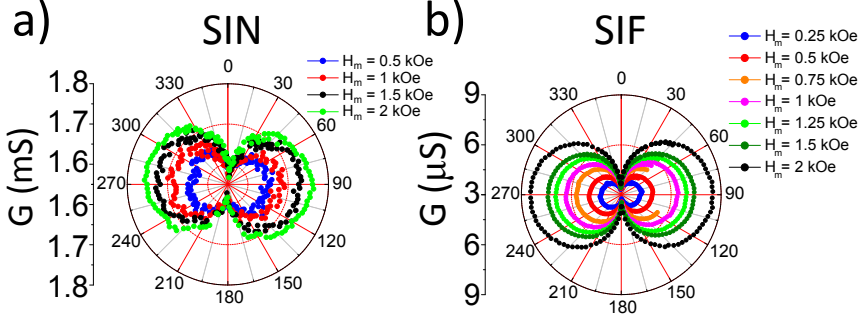 a)
SIN
H_m = 0.5 kOe
H_m = 1 kOe
H_m = 1.5 kOe
H_m = 2 kOe
G (mS)
1.8
1.7
1.6
1.6
1.7
1.8
0
30
60
90
120
150
180
210
240
270
300
330
b)
SIF
H_m = 0.25 kOe
H_m = 0.5 kOe
H_m = 0.75 kOe
H_m = 1 kOe
H_m = 1.25 kOe
H_m = 1.5 kOe
H_m = 2 kOe
G (μS)
9
6
3
6
9
0
30
60
90
120
150
180
210
240
270
300
330